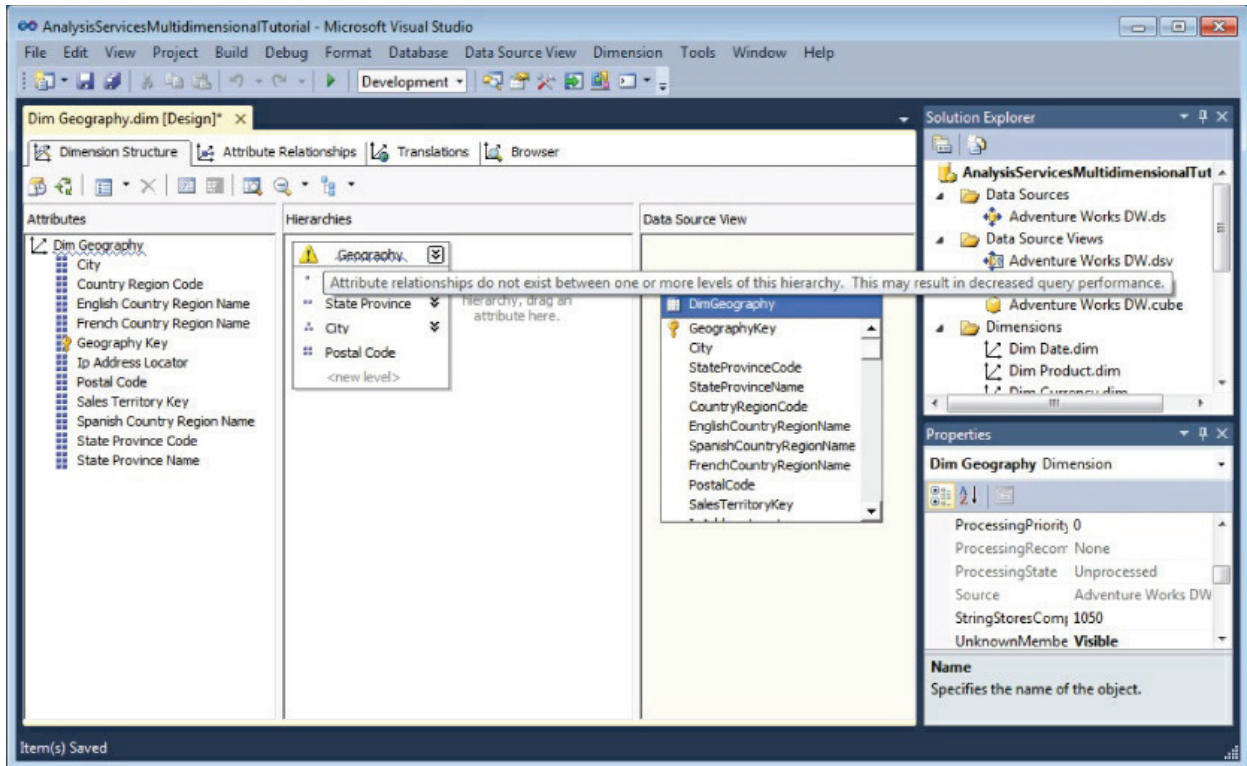 AnalysisServicesMultidimensionalTutorial - Microsoft Visual Studio
File Edit View Project Build Debug Format Database Data Source View Dimension Tools Window Help
Development
Dim Geography.dim [Design]*
Dimension Structure Attribute Relationships Translations Browser
Attributes
Dim Geography
City
Country Region Code
English Country Region Name
French Country Region Name
Geography Key
Ip Address Locator
Postal Code
Sales Territory Key
Spanish Country Region Name
State Province Code
State Province Name
Hierarchies
Geography
Attribute relationships do not exist between one or more levels of this hierarchy. This may result in decreased query performance.
State Province
City
Postal Code
<new level>
hierarchy, drag an
attribute here.
Data Source View
DimGeography
GeographyKey
City
StateProvinceCode
StateProvinceName
CountryRegionCode
EnglishCountryRegionName
SpanishCountryRegionName
FrenchCountryRegionName
PostalCode
SalesTerritoryKey
Solution Explorer
AnalysisServicesMultidimensionalTut
Data Sources
Adventure Works DW.ds
Data Source Views
Adventure Works DW.dsv
Adventure Works DW.cube
Dimensions
Dim Date.dim
Dim Product.dim
Dim Currency.dim
Properties
Dim Geography Dimension
ProcessingPriority 0
ProcessingRecom None
ProcessingState Unprocessed
Source Adventure Works DW
StringStoresComp 1050
UnknownMembe Visible
Name
Specifies the name of the object.
Item(s) Saved